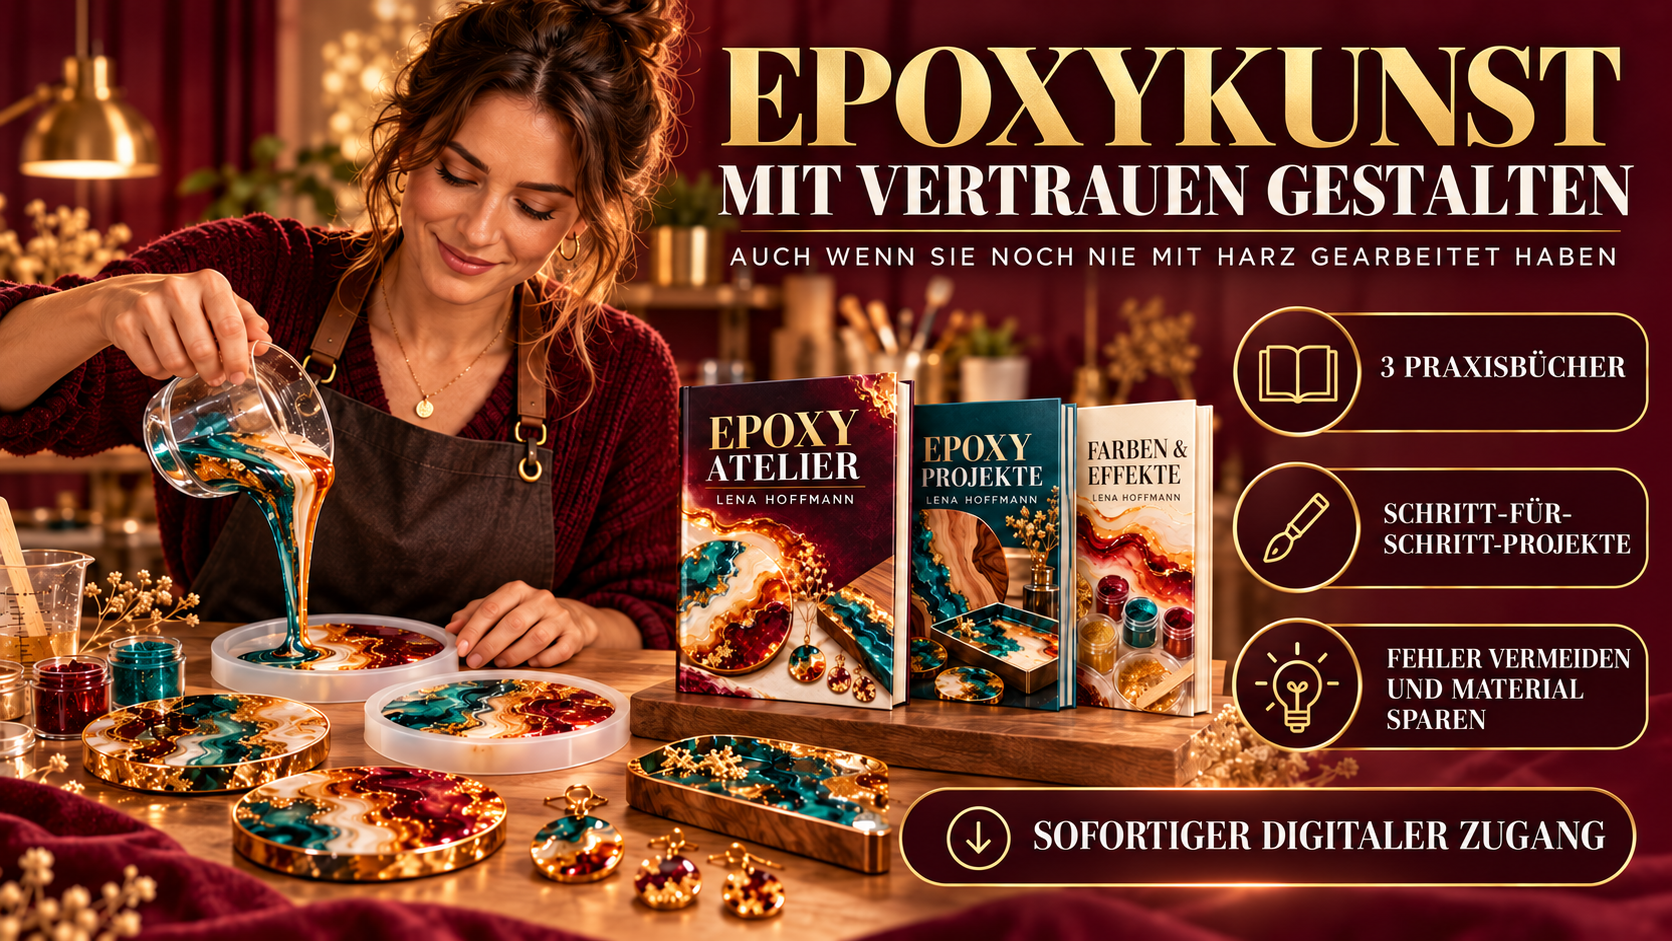 EPOXYKUNST
MIT VERTRAUEN GESTALTEN
AUCH WENN SIE NOCH NIE MIT HARZ GEARBEITET HABEN
3 PRAXISBÜCHER
SCHRITT-FÜR-
SCHRITT-PROJEKTE
FEHLER VERMEIDEN
UND MATERIAL
SPAREN
EPOXY
ATELIER
LENA HOFFMANN
EPOXY
PROJEKTE
LENA HOFFMANN
FARBEN &
EFFEKTE
LENA HOFFMANN
SOFORTIGER DIGITALER ZUGANG